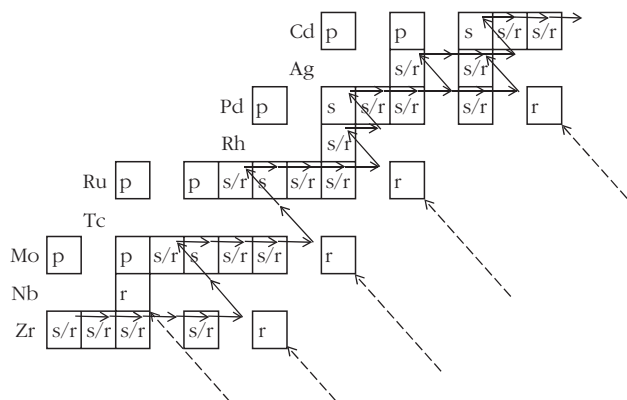 Cd p p s s/r s/r
Ag s/r s/r
Pd p s s/r s/r s/r r
Rh s/r
Ru p p s/r s s/r s/r r
Tc
Mo p p s/r s s/r s/r r
Nb r
Zr s/r s/r s/r s/r r